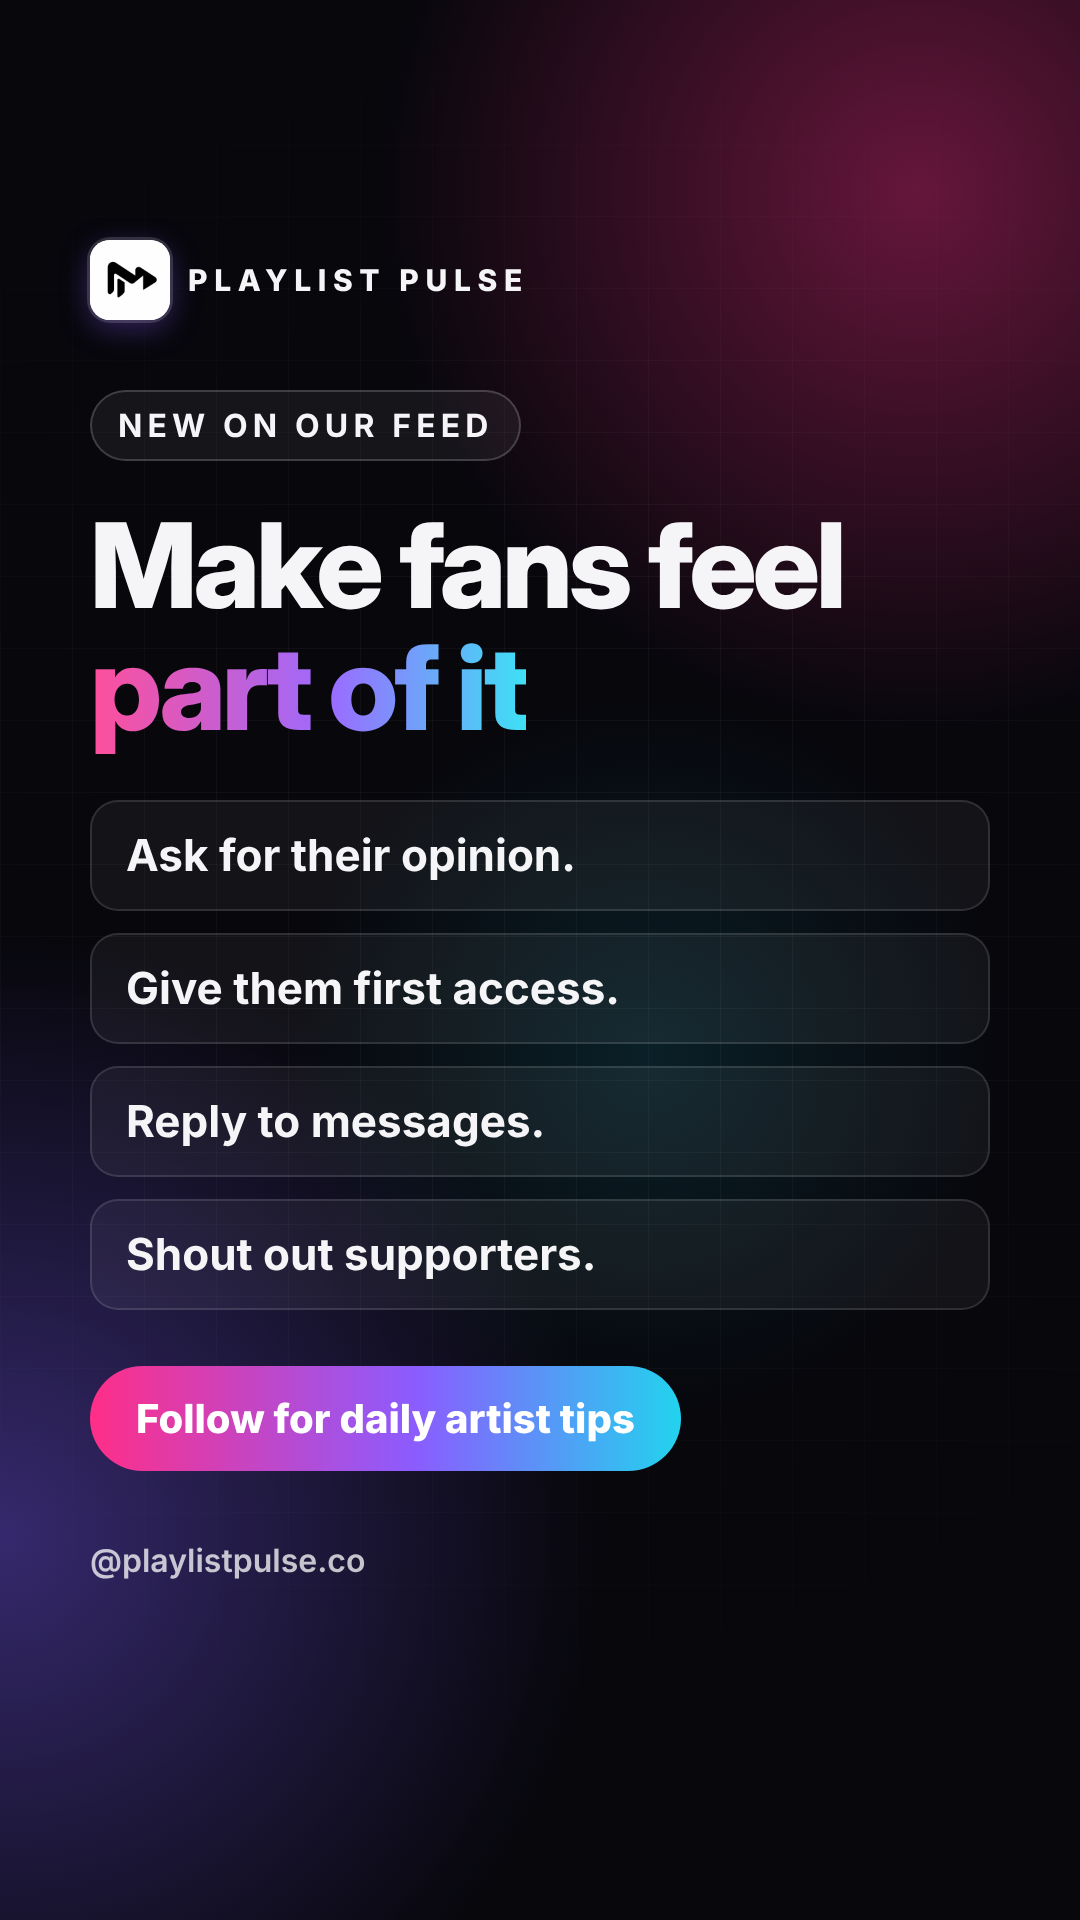 PLAYLIST PULSE
NEW ON OUR FEED
Make fans feel
part of it
Ask for their opinion.
Give them first access.
Reply to messages.
Shout out supporters.
Follow for daily artist tips
@playlistpulse.co